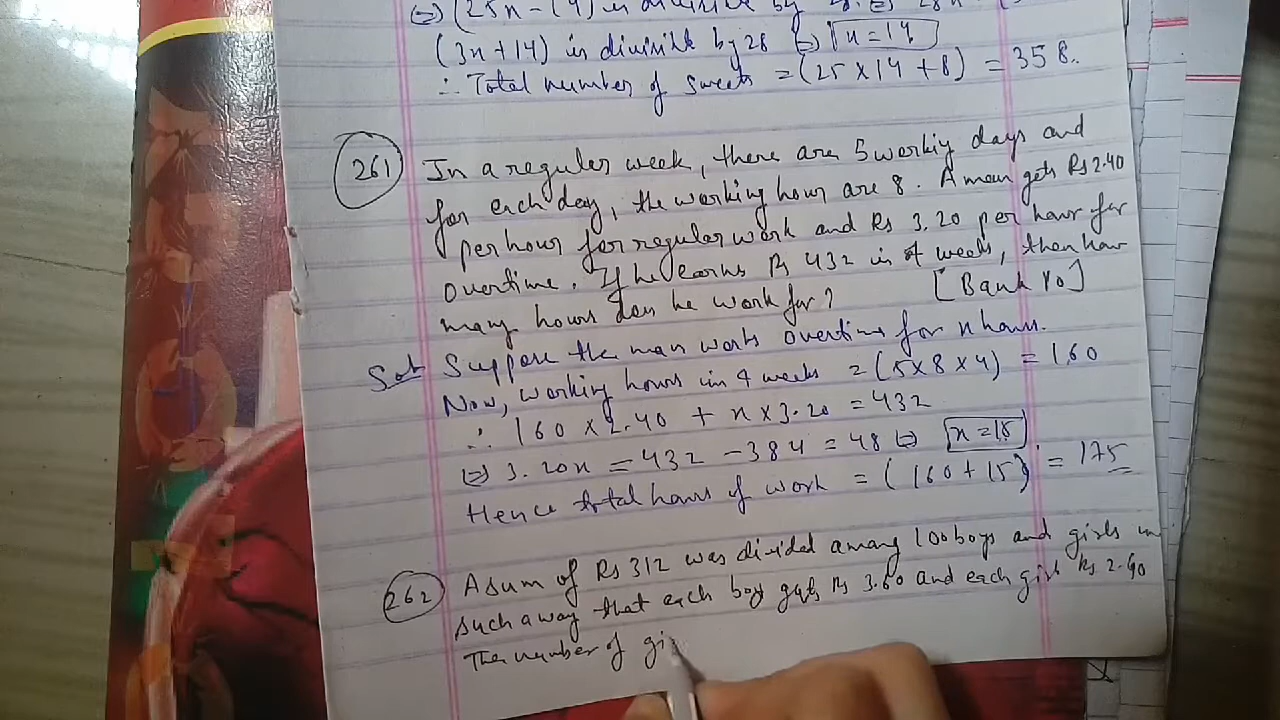 (3n+14) is divisible by 28 (=) n=14
∴ Total number of sweets = (25×14+8) = 358.
261 In a regular week, there are 5 working days and
for each day, the working hours are 8. A man gets Rs 2.40
per hour for regular work and Rs 3.20 per hour for
overtime. If he earns Rs 432 in 4 weeks, then how
many hours does he work for? [Bank PO]
Sol Suppose the man works overtime for n hours.
Now, working hours in 4 weeks = (5×8×4) = 160
∴ 160×2.40 + n×3.20 = 432
(=) 3.20n = 432 - 384 = 48 (=) n=15
Hence total hours of work = (160+15) = 175
262 A sum of Rs 312 was divided among 100 boys and girls in
such a way that each boy gets Rs 3.60 and each girl Rs 2.40
The number of gi